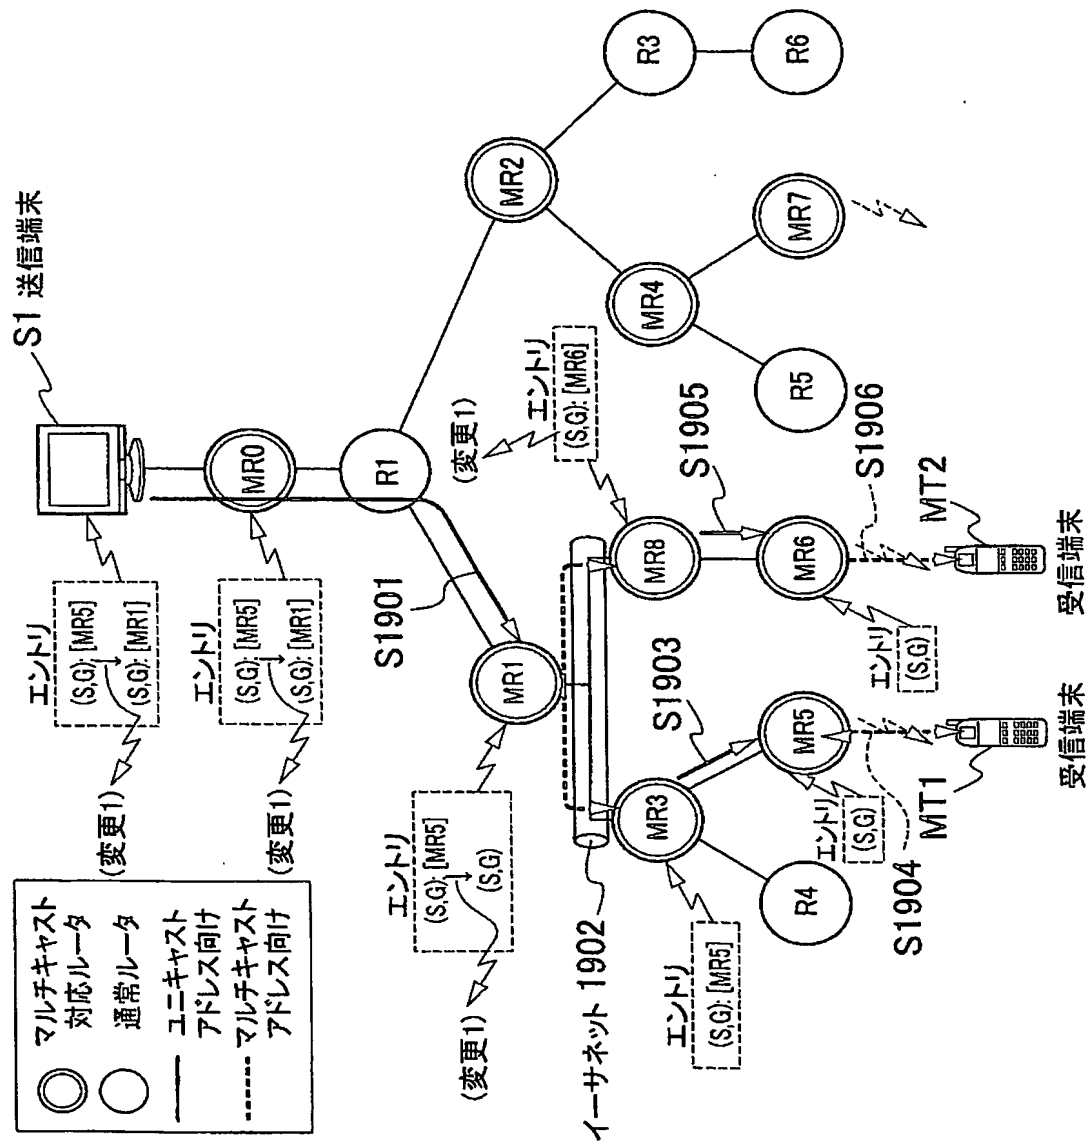 マルチキャスト
対応ルータ
通常ルータ
ユニキャスト
アドレス向け
マルチキャスト
アドレス向け
S1 送信端末
エントリ
(S,G): [MR5]
(S,G): [MR1]
(変更1)
MR0
エントリ
(S,G): [MR5]
(S,G): [MR1]
(変更1)
R1
S1901
MR2
R3
R6
MR4
MR7
R5
MR1
エントリ
(S,G): [MR5]
(S,G)
(変更1)
イーサネット 1902
エントリ
(S,G): [MR6]
(変更1)
MR8
S1905
MR6
S1906
エントリ
(S,G)
MT2
受信端末
MR3
S1903
エントリ
(S,G): [MR5]
R4
MR5
エントリ
(S,G)
S1904
MT1
受信端末